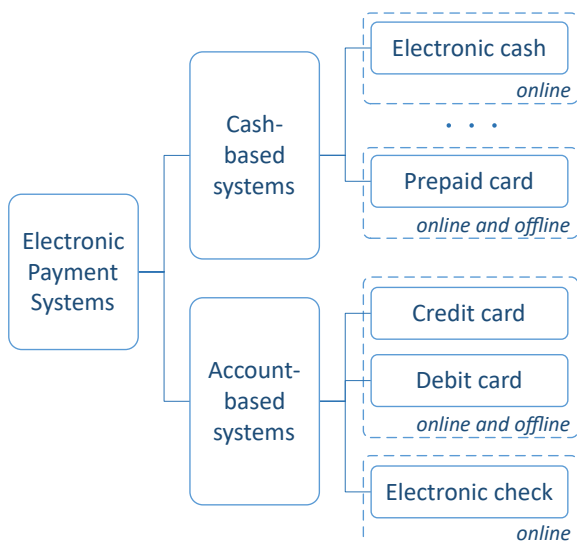 Electronic
Payment
Systems
Cash-
based
systems
Electronic cash
online
. . .
Prepaid card
online and offline
Account-
based
systems
Credit card
Debit card
online and offline
Electronic check
online